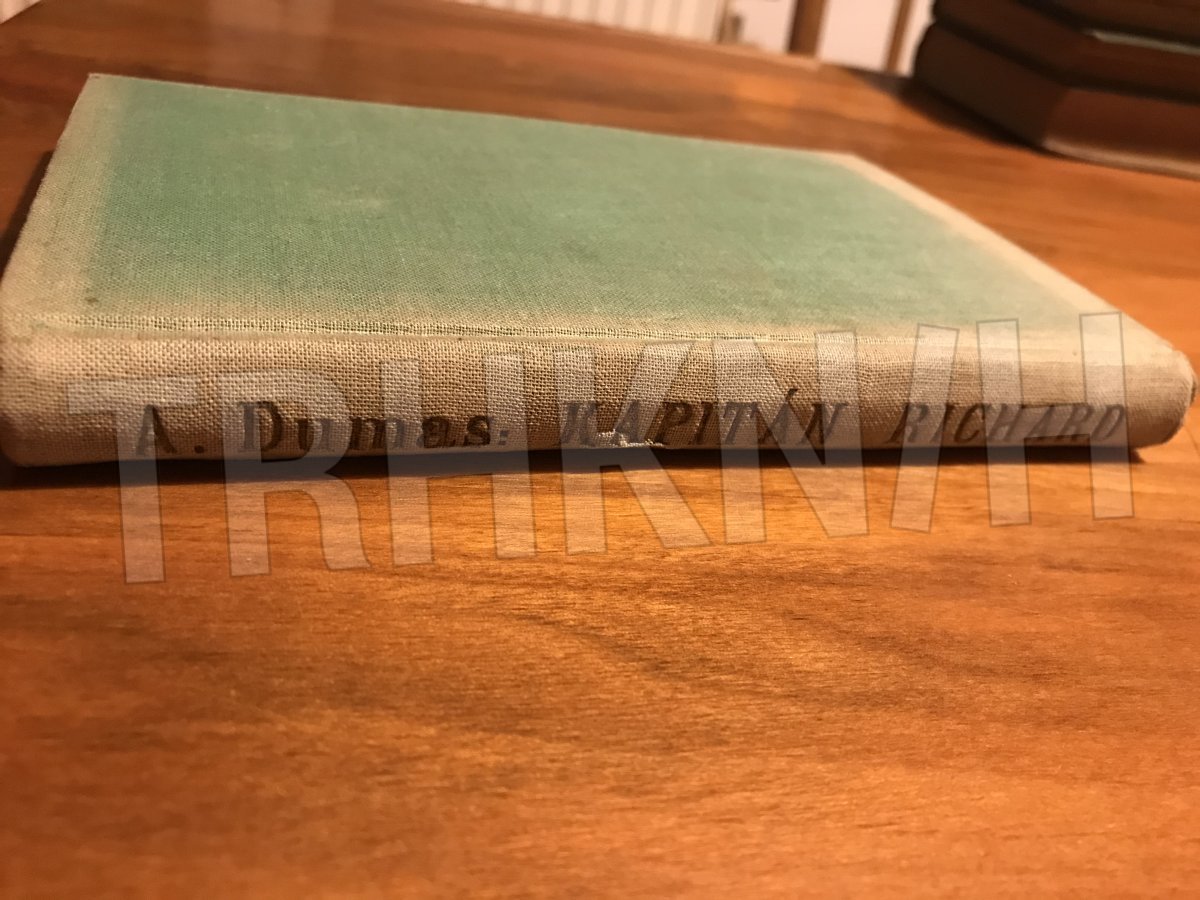 A. Dumas: KAPITÁN RICHARD
TRHKNIH